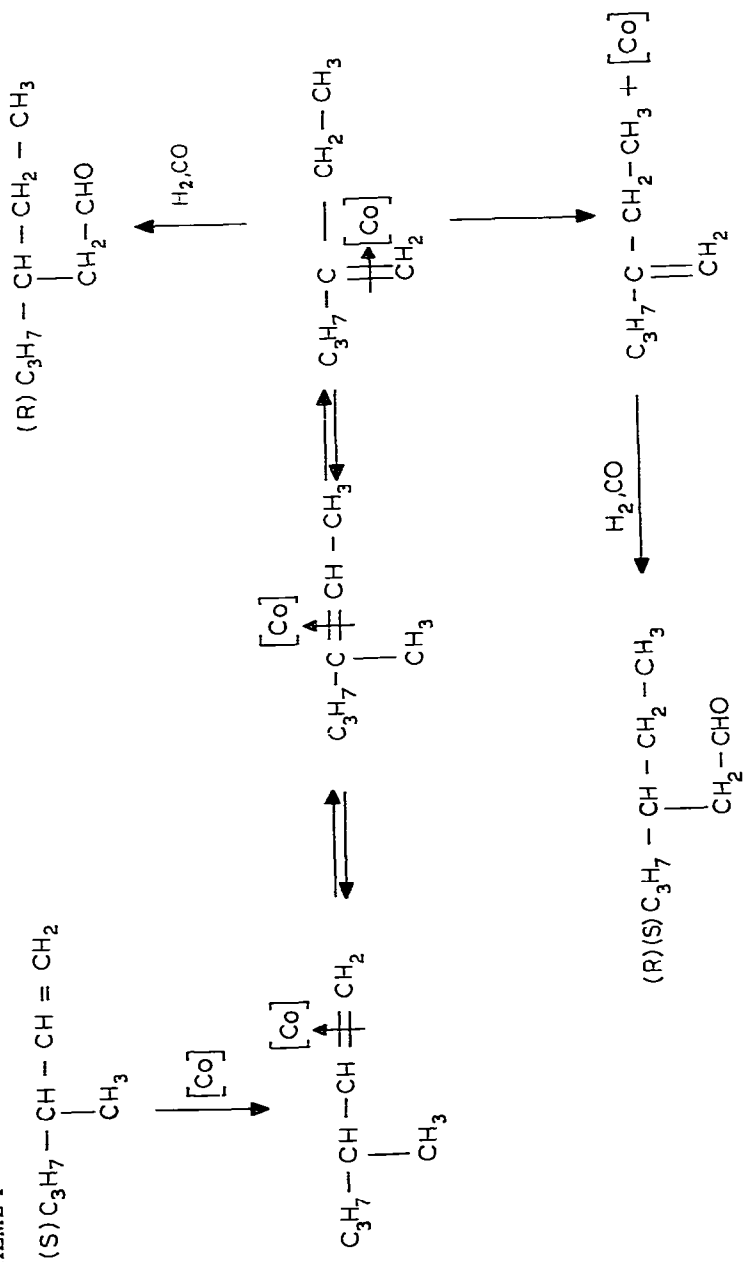 (S) C3H7 — CH — CH = CH2
CH3
[Co]
[Co]
C3H7 — CH — CH = CH2
CH3
[Co]
C3H7 — C = CH — CH3
CH3
C3H7 — C — CH2 — CH3
[Co]
CH2
H2,CO
(R) C3H7 — CH — CH2 — CH3
CH2 — CHO
C3H7 — C — CH2 — CH3 + [Co]
CH2
H2,CO
(R)(S) C3H7 — CH — CH2 — CH3
CH2 — CHO